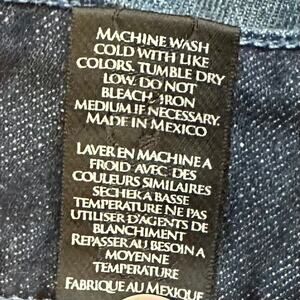 MACHINE WASH
COLD WITH LIKE
COLORS. TUMBLE DRY
LOW. DO NOT
BLEACH. IRON
MEDIUM IF NECESSARY.
MADE IN MEXICO
LAVER EN MACHINE A
FROID AVEC DES
COULEURS SIMILAIRES
SECHER A BASSE
TEMPERATURE NE PAS
UTILISER D'AGENTS DE
BLANCHIMENT
REPASSER AU BESOIN A
MOYENNE
TEMPERATURE
FABRIQUE AU MEXIQUE